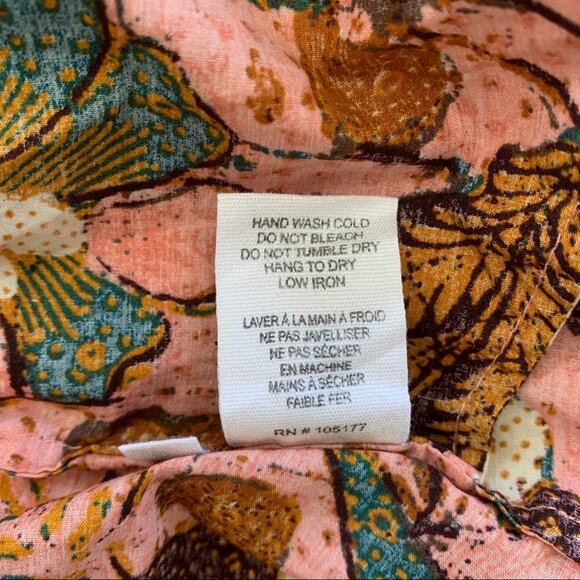 HAND WASH COLD
DO NOT BLEACH
DO NOT TUMBLE DRY
HANG TO DRY
LOW IRON
LAVER À LA MAIN À FROID
NE PAS JAVELLISER
NE PAS SÉCHER
EN MACHINE
MAINS À SÉCHER
FAIBLE FER
RN # 105177